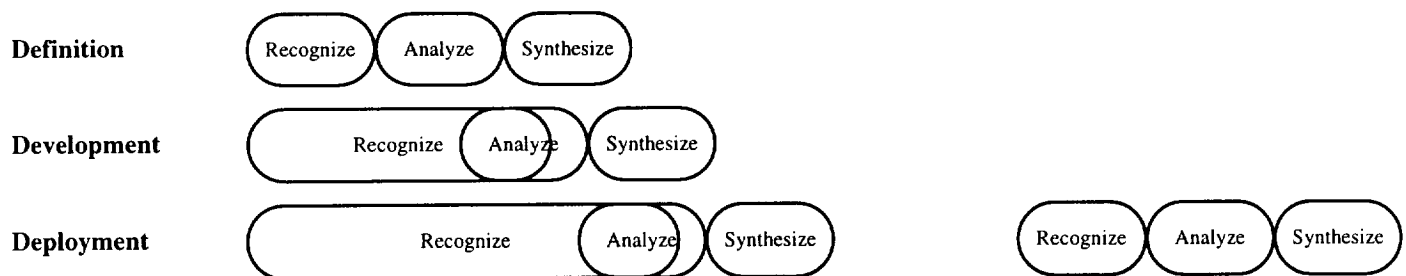 Definition Recognize Analyze Synthesize
Development Recognize Analyze Synthesize
Deployment Recognize Analyze Synthesize Recognize Analyze Synthesize